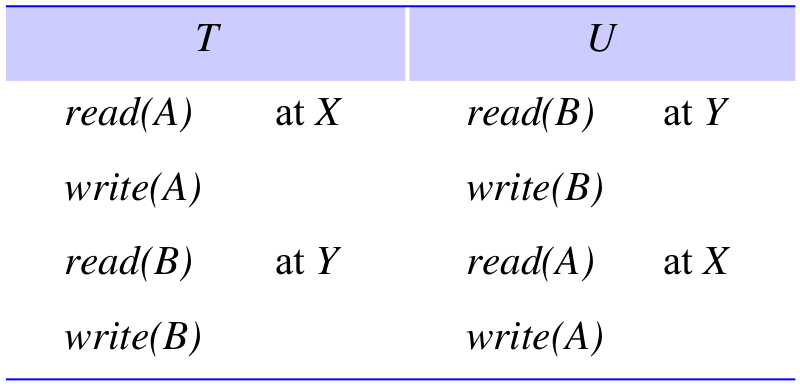 T U
read(A) at X read(B) at Y
write(A) write(B)
read(B) at Y read(A) at X
write(B) write(A)